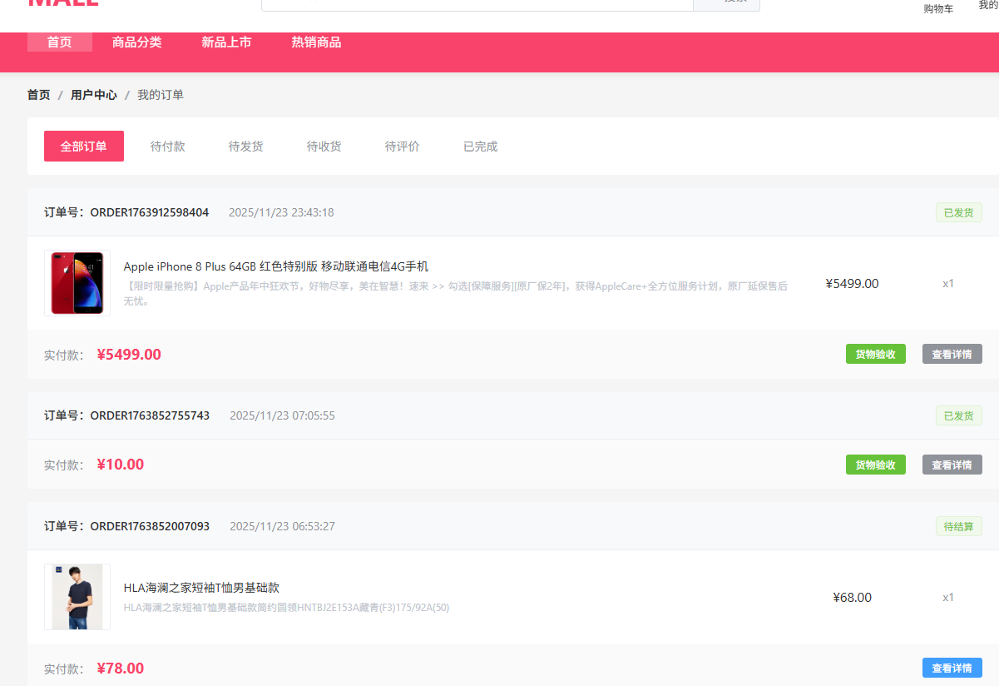 MALL
搜索
购物车
我的
首页 商品分类 新品上市 热销商品
首页 / 用户中心 / 我的订单
全部订单 待付款 待发货 待收货 待评价 已完成
订单号：ORDER1763912598404 2025/11/23 23:43:18 已发货
Apple iPhone 8 Plus 64GB 红色特别版 移动联通电信4G手机
【限时限量抢购】Apple产品年中狂欢节，好物尽享，美在智慧！速来 >> 勾选[保障服务][原厂保2年]，获得AppleCare+全方位服务计划，原厂延保售后
无忧。
¥5499.00 x1
实付款： ¥5499.00 货物验收 查看详情
订单号：ORDER1763852755743 2025/11/23 07:05:55 已发货
实付款： ¥10.00 货物验收 查看详情
订单号：ORDER1763852007093 2025/11/23 06:53:27 待结算
HLA海澜之家短袖T恤男基础款
HLA海澜之家短袖T恤男基础款简约圆领HNTBJ2E153A藏青(F3)175/92A(50)
¥68.00 x1
实付款： ¥78.00 查看详情